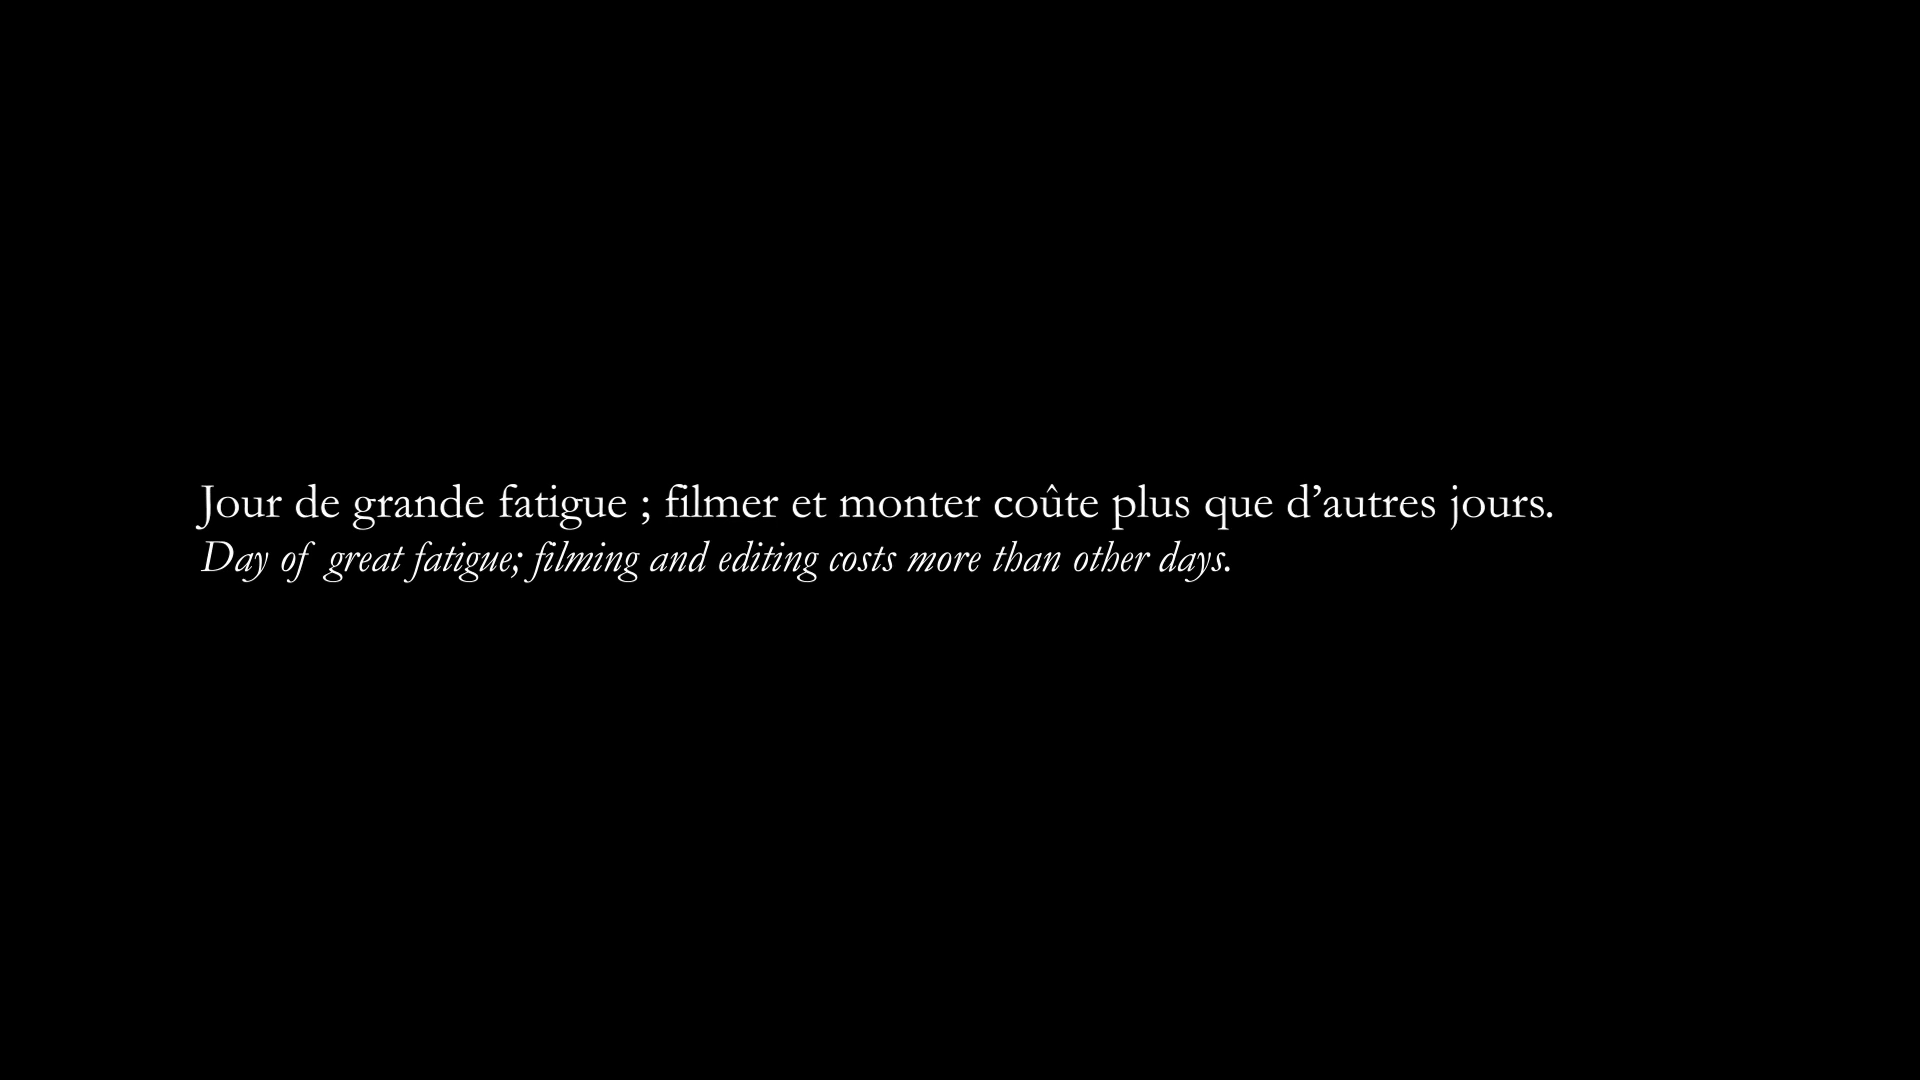 Jour de grande fatigue ; filmer et monter coûte plus que d’autres jours.
Day of great fatigue; filming and editing costs more than other days.